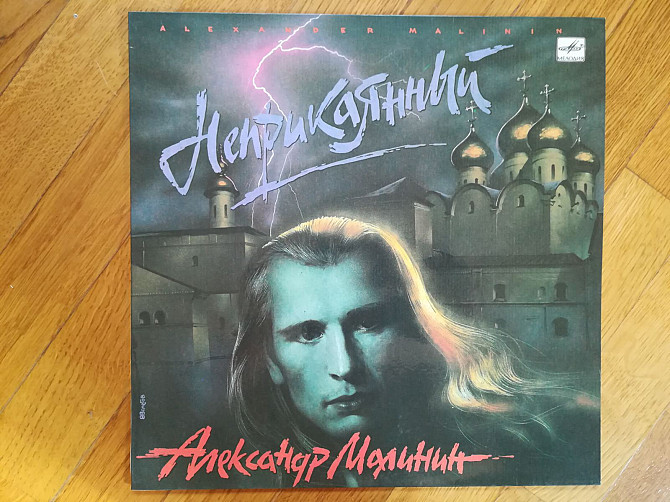 ALEXANDER MALININ
МЕЛОДИЯ
Неприкаянный
Александр Малинин